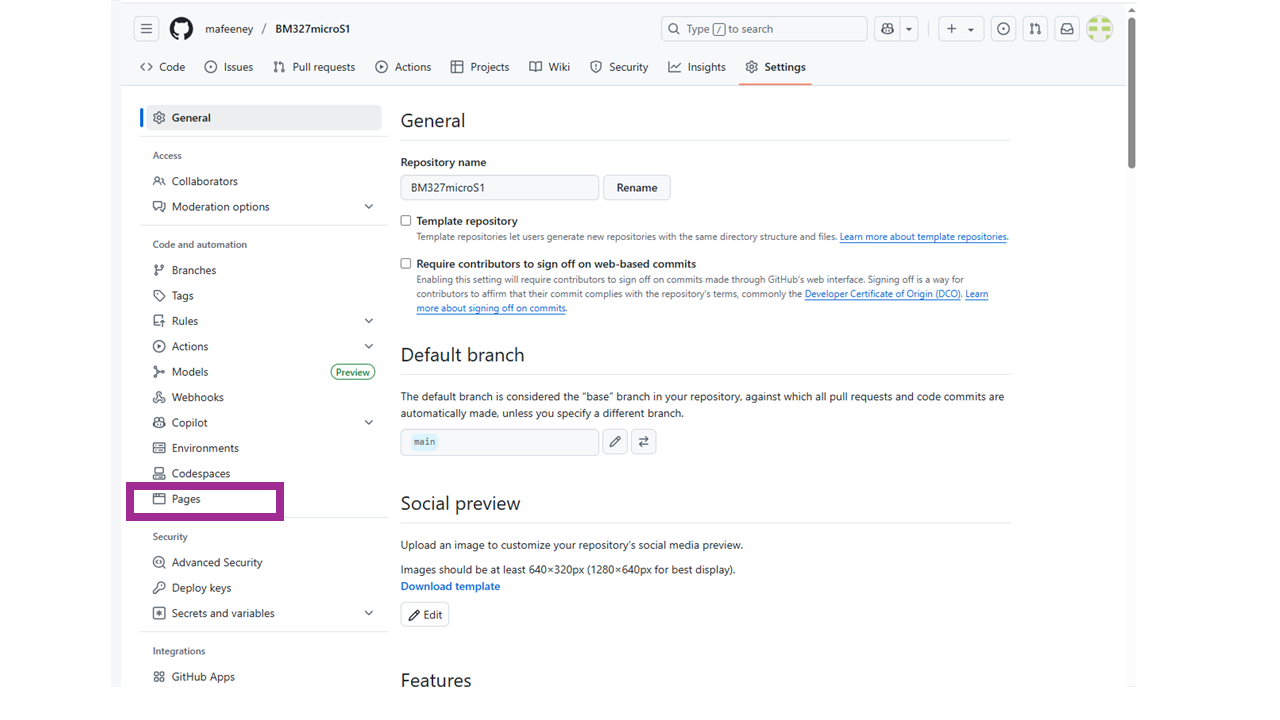 mafeeney / BM327microS1
Type / to search
Code
Issues
Pull requests
Actions
Projects
Wiki
Security
Insights
Settings
General
Access
Collaborators
Moderation options
Code and automation
Branches
Tags
Rules
Actions
Models
Preview
Webhooks
Copilot
Environments
Codespaces
Pages
Security
Advanced Security
Deploy keys
Secrets and variables
Integrations
GitHub Apps
General
Repository name
BM327microS1
Rename
Template repository
Template repositories let users generate new repositories with the same directory structure and files. Learn more about template repositories.
Require contributors to sign off on web-based commits
Enabling this setting will require contributors to sign off on commits made through GitHub's web interface. Signing off is a way for
contributors to affirm that their commit complies with the repository's terms, commonly the Developer Certificate of Origin (DCO). Learn
more about signing off on commits.
Default branch
The default branch is considered the “base” branch in your repository, against which all pull requests and code commits are
automatically made, unless you specify a different branch.
main
Social preview
Upload an image to customize your repository's social media preview.
Images should be at least 640×320px (1280×640px for best display).
Download template
Edit
Features